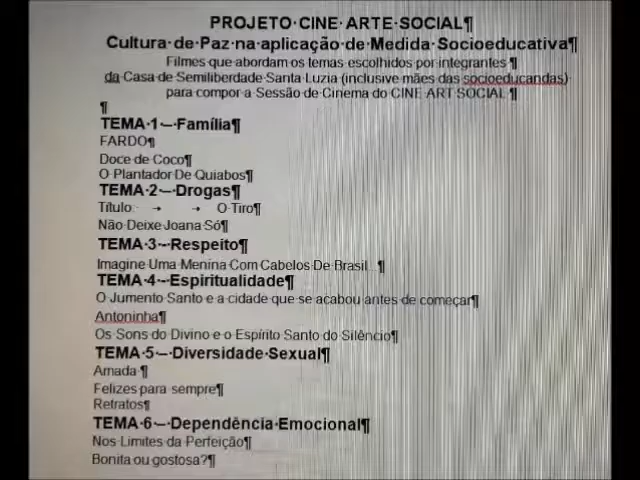 PROJETO CINE ARTE SOCIAL
Cultura de Paz na aplicação de Medida Socioeducativa
Filmes que abordam os temas escolhidos por integrantes
da Casa de Semiliberdade Santa Luzia (inclusive mães das socioeducandas)
para compor a Sessão de Cinema do CINE ART SOCIAL
TEMA 1 – Família
FARDO
Doce de Coco
O Plantador De Quiabos
TEMA 2 – Drogas
Título: O Tiro
Não Deixe Joana Só
TEMA 3 – Respeito
Imagine Uma Menina Com Cabelos De Brasil...
TEMA 4 – Espiritualidade
O Jumento Santo e a cidade que se acabou antes de começar
Antoninha
Os Sons do Divino e o Espírito Santo do Silêncio
TEMA 5 – Diversidade Sexual
Amada
Felizes para sempre
Retratos
TEMA 6 – Dependência Emocional
Nos Limites da Perfeição
Bonita ou gostosa?